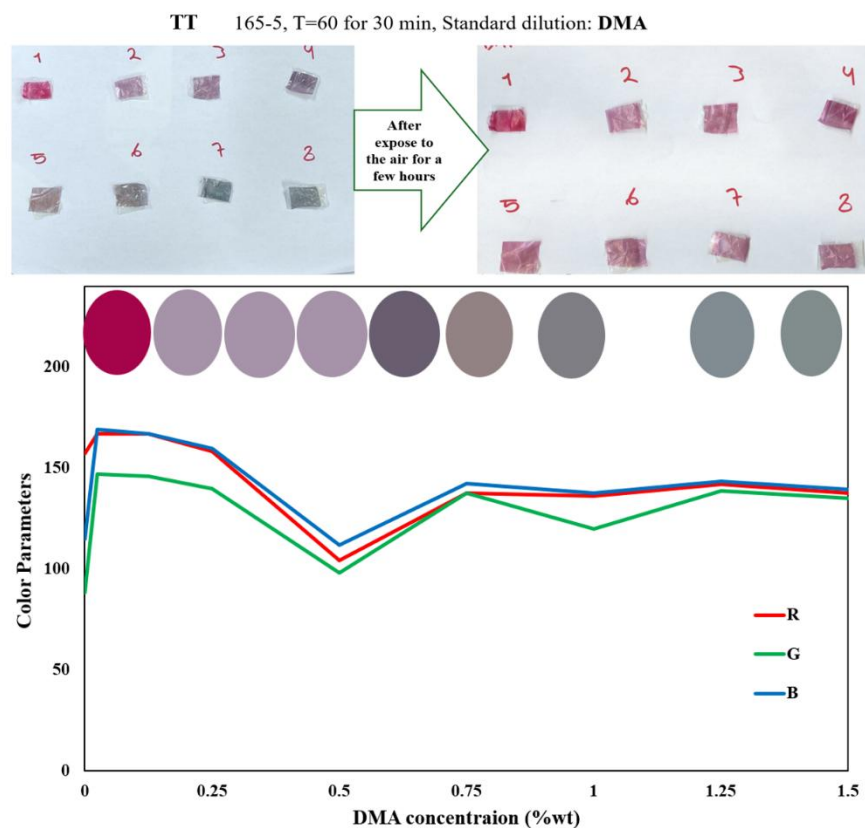 TT 165-5, T=60 for 30 min, Standard dilution: DMA
1 2 3 4
5 6 7 8
After
expose to
the air for a
few hours
1 2 3 4
5 6 7 8
200
150
100
50
0
Color Parameters
R
G
B
0 0.25 0.5 0.75 1 1.25 1.5
DMA concentraion (%wt)